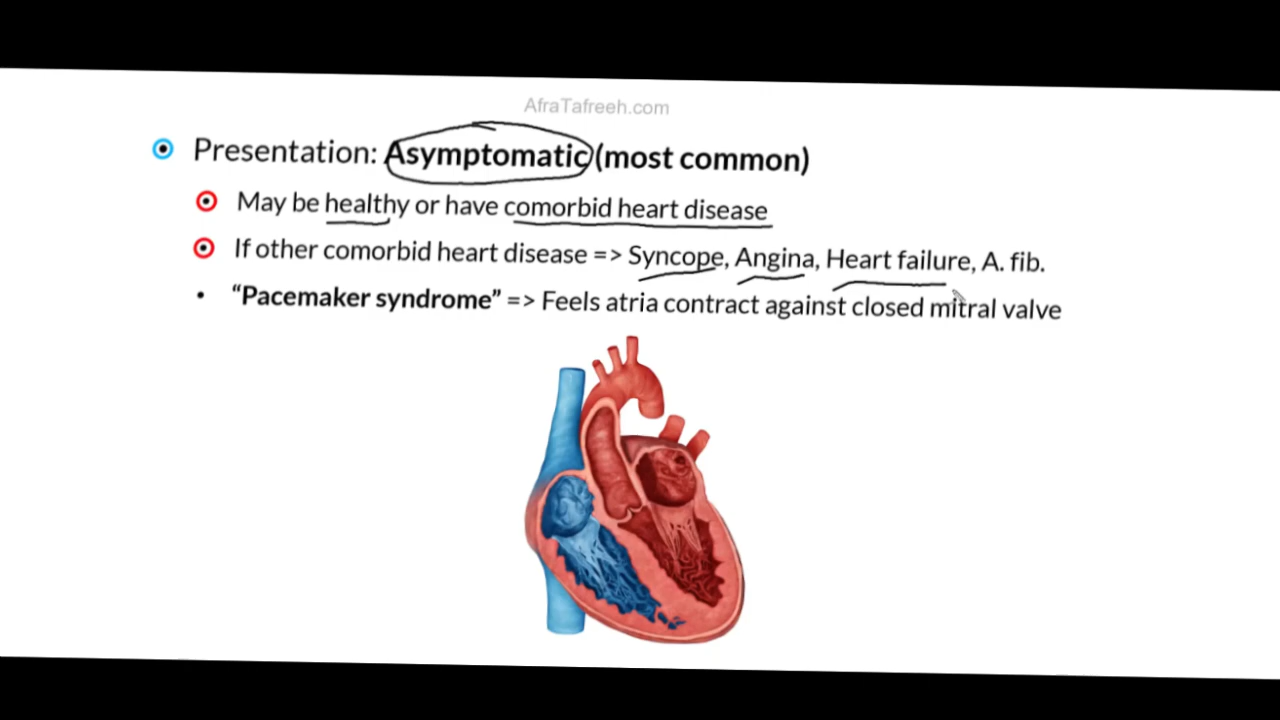 AfraTafreeh.com
Presentation: Asymptomatic (most common)
May be healthy or have comorbid heart disease
If other comorbid heart disease => Syncope, Angina, Heart failure, A. fib.
“Pacemaker syndrome” => Feels atria contract against closed mitral valve